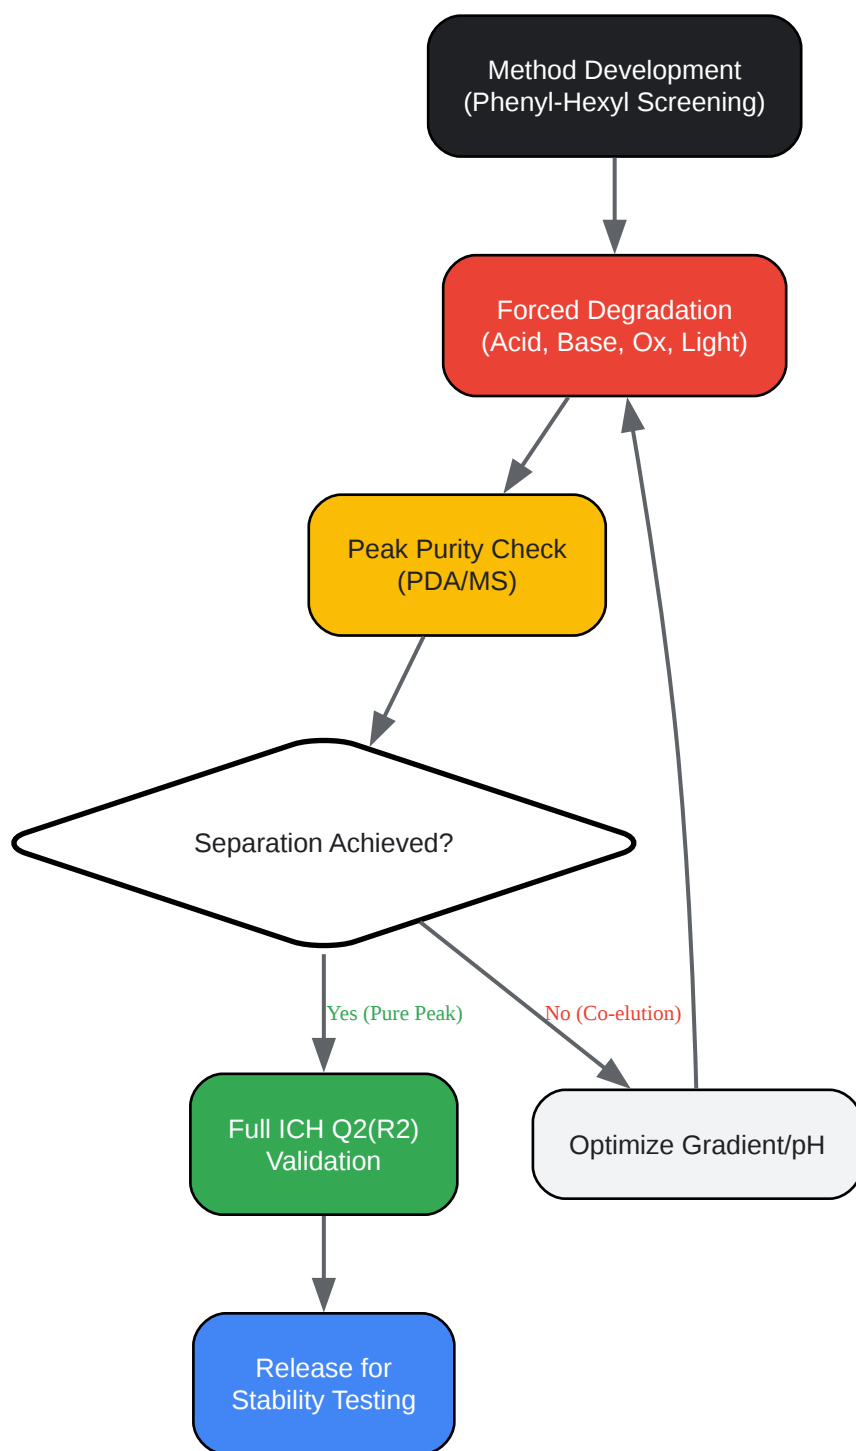 Method Development
(Phenyl-Hexyl Screening)
Forced Degradation
(Acid, Base, Ox, Light)
Peak Purity Check
(PDA/MS)
Separation Achieved?
Yes (Pure Peak)
No (Co-elution)
Full ICH Q2(R2)
Validation
Optimize Gradient/pH
Release for
Stability Testing